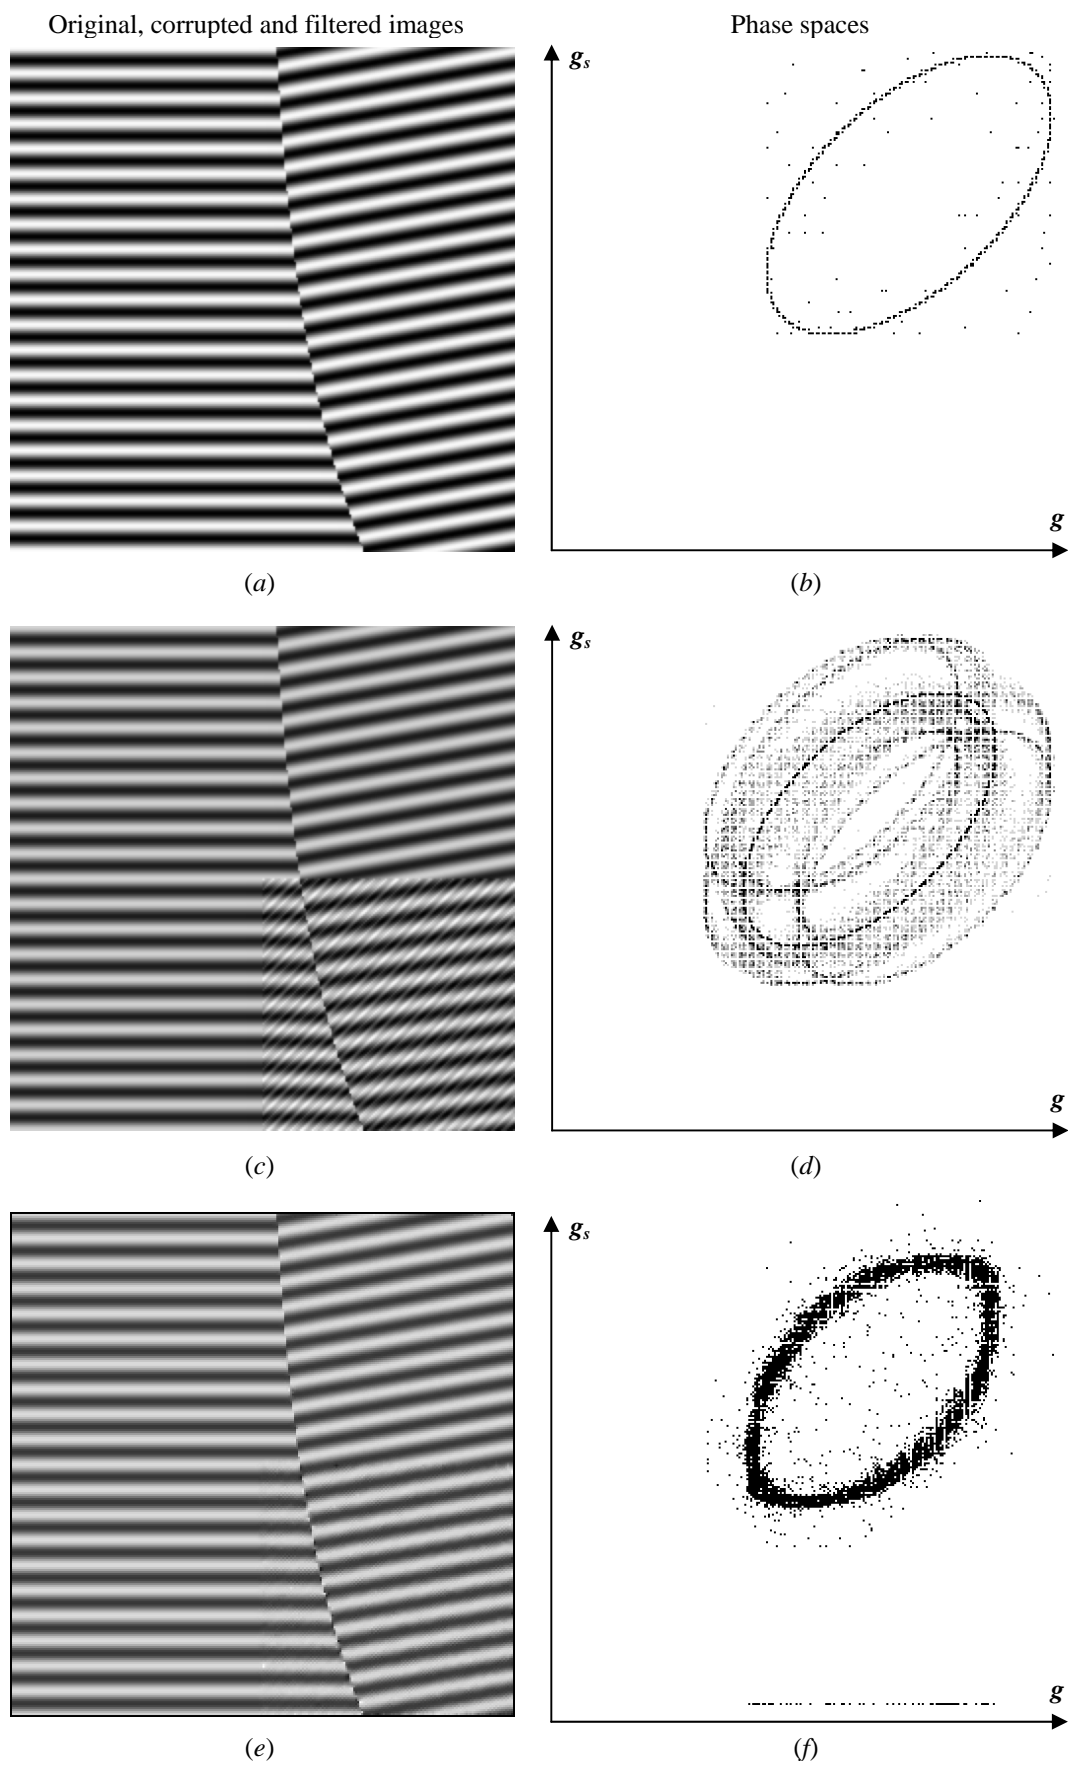 Original, corrupted and filtered images
Phase spaces
gs
g
(a)
(b)
gs
g
(c)
(d)
gs
g
(e)
(f)